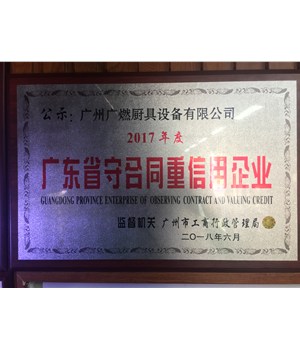 公示：广州广燃厨具设备有限公司
2017年度
广东省守合同重信用企业
GUANGDONG PROVINCE ENTERPRISE OF OBSERVING CONTRACT AND VALUING CREDIT
监督机关 广州市工商行政管理局
二〇一八年六月